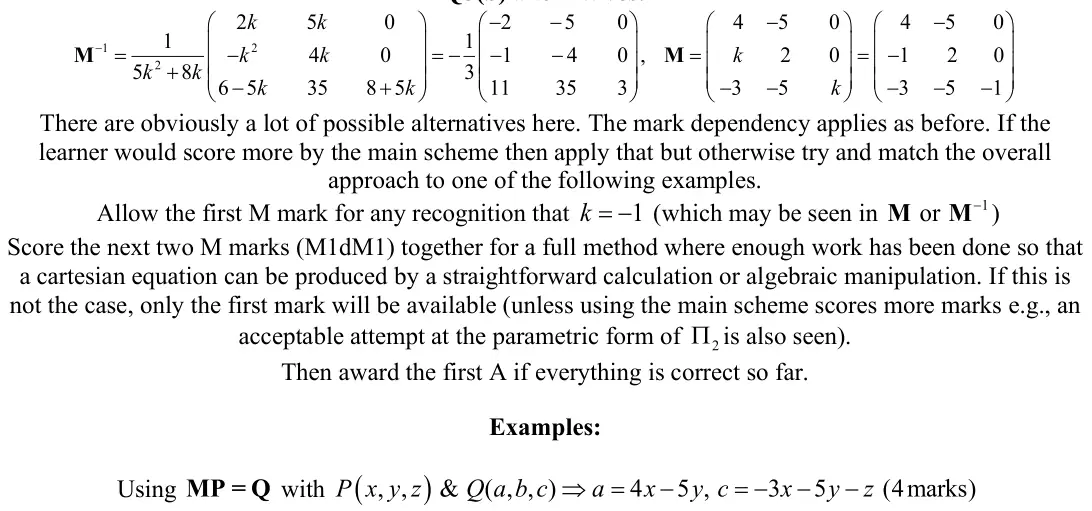 M⁻¹ = 1/(5k² + 8k) (2k 5k 0; −k² 4k 0; 6 − 5k 35 8 + 5k) = −1/3 (−2 −5 0; −1 −4 0; 11 35 3), M = (4 −5 0; k 2 0; −3 −5 k) = (4 −5 0; −1 2 0; −3 −5 −1)
There are obviously a lot of possible alternatives here. The mark dependency applies as before. If the
learner would score more by the main scheme then apply that but otherwise try and match the overall
approach to one of the following examples.
Allow the first M mark for any recognition that k = −1 (which may be seen in M or M⁻¹)
Score the next two M marks (M1dM1) together for a full method where enough work has been done so that
a cartesian equation can be produced by a straightforward calculation or algebraic manipulation. If this is
not the case, only the first mark will be available (unless using the main scheme scores more marks e.g., an
acceptable attempt at the parametric form of Π₂ is also seen).
Then award the first A if everything is correct so far.
Examples:
Using MP = Q with P(x, y, z) & Q(a, b, c) ⇒ a = 4x − 5y, c = −3x − 5y − z (4 marks)